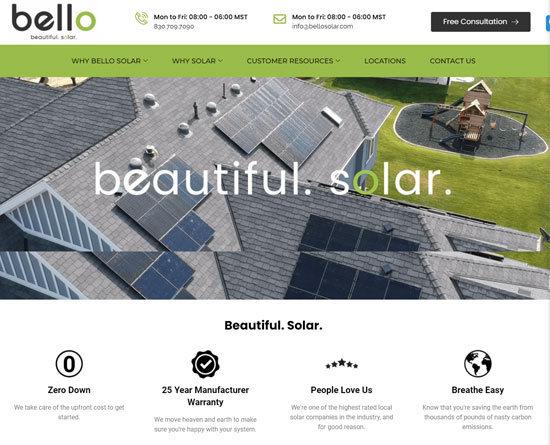 bello
beautiful. solar.
Mon to Fri: 08:00 - 06:00 MST
830.709.7090
Mon to Fri: 08:00 - 06:00 MST
info@bellosolar.com
Free Consultation
WHY BELLO SOLAR
WHY SOLAR
CUSTOMER RESOURCES
LOCATIONS
CONTACT US
beautiful. solar.
Beautiful. Solar.
0
Zero Down
We take care of the upfront cost to get
started.
25 Year Manufacturer
Warranty
We move heaven and earth to make
sure you're happy with your system.
People Love Us
We're one of the highest rated local
solar companies in the industry, and
for good reason.
Breathe Easy
Know that you're saving the earth from
thousands of pounds of nasty carbon
emissions.